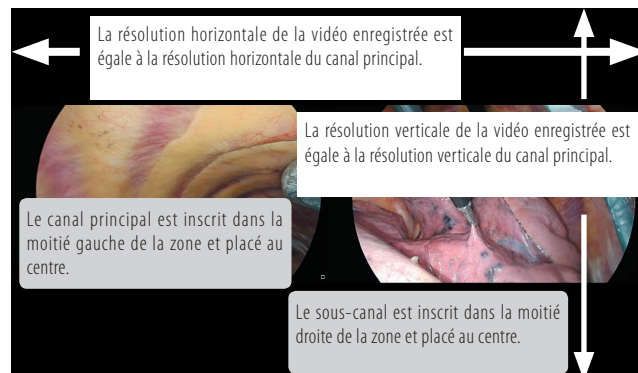 La résolution horizontale de la vidéo enregistrée est
égale à la résolution horizontale du canal principal.
La résolution verticale de la vidéo enregistrée est
égale à la résolution verticale du canal principal.
Le canal principal est inscrit dans la
moitié gauche de la zone et placé au
centre.
Le sous-canal est inscrit dans la moitié
droite de la zone et placé au centre.